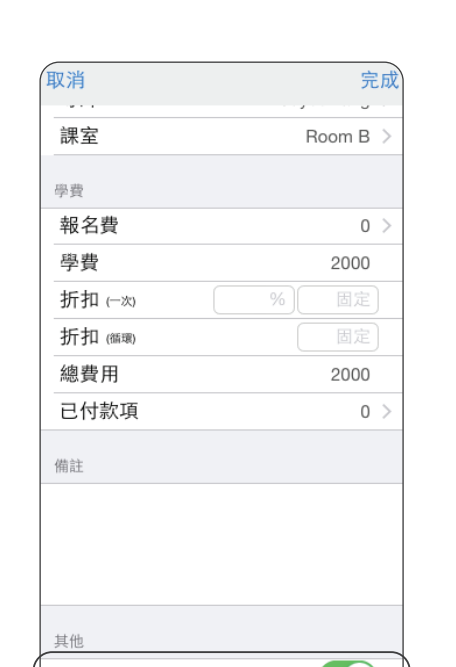 取消 完成
課室 Room B
學費
報名費 0
學費 2000
折扣 (一次) % 固定
折扣 (循環) 固定
總費用 2000
已付款項 0
備註
其他